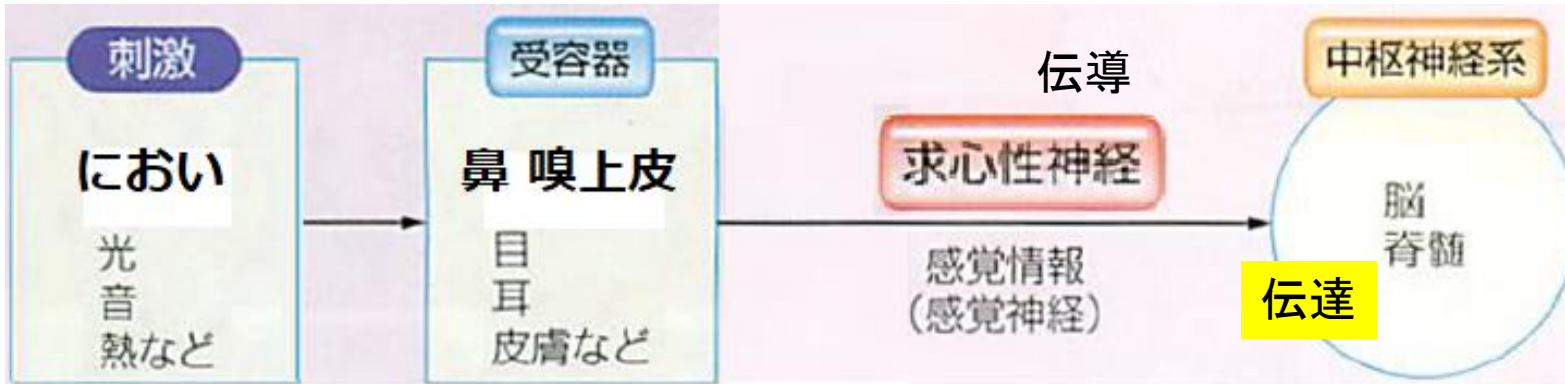 刺激
におい
光
音
熱など
受容器
鼻 嗅上皮
目
耳
皮膚など
伝導
求心性神経
感覚情報
(感覚神経)
中枢神経系
脳
脊髄
伝達